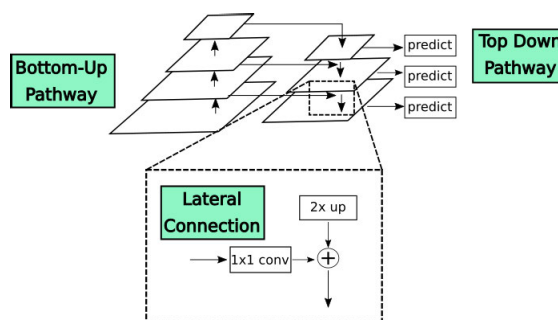 Bottom-Up
Pathway
predict
predict
predict
Top Down
Pathway
Lateral
Connection
2x up
1x1 conv
+